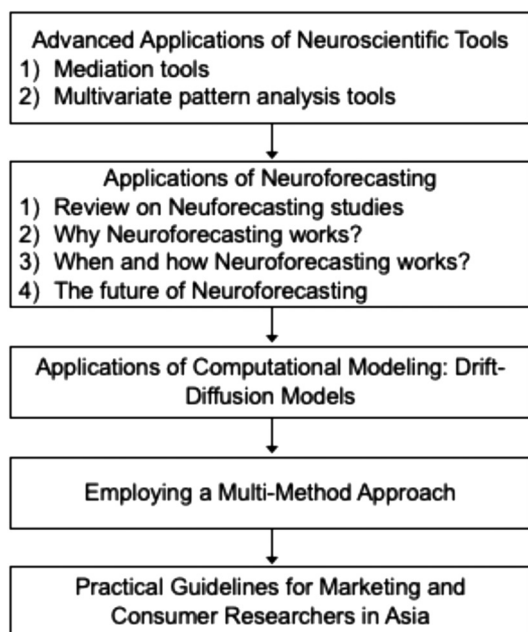 Advanced Applications of Neuroscientific Tools
1) Mediation tools
2) Multivariate pattern analysis tools
Applications of Neuroforecasting
1) Review on Neuforecasting studies
2) Why Neuroforecasting works?
3) When and how Neuroforecasting works?
4) The future of Neuroforecasting
Applications of Computational Modeling: Drift-
Diffusion Models
Employing a Multi-Method Approach
Practical Guidelines for Marketing and
Consumer Researchers in Asia